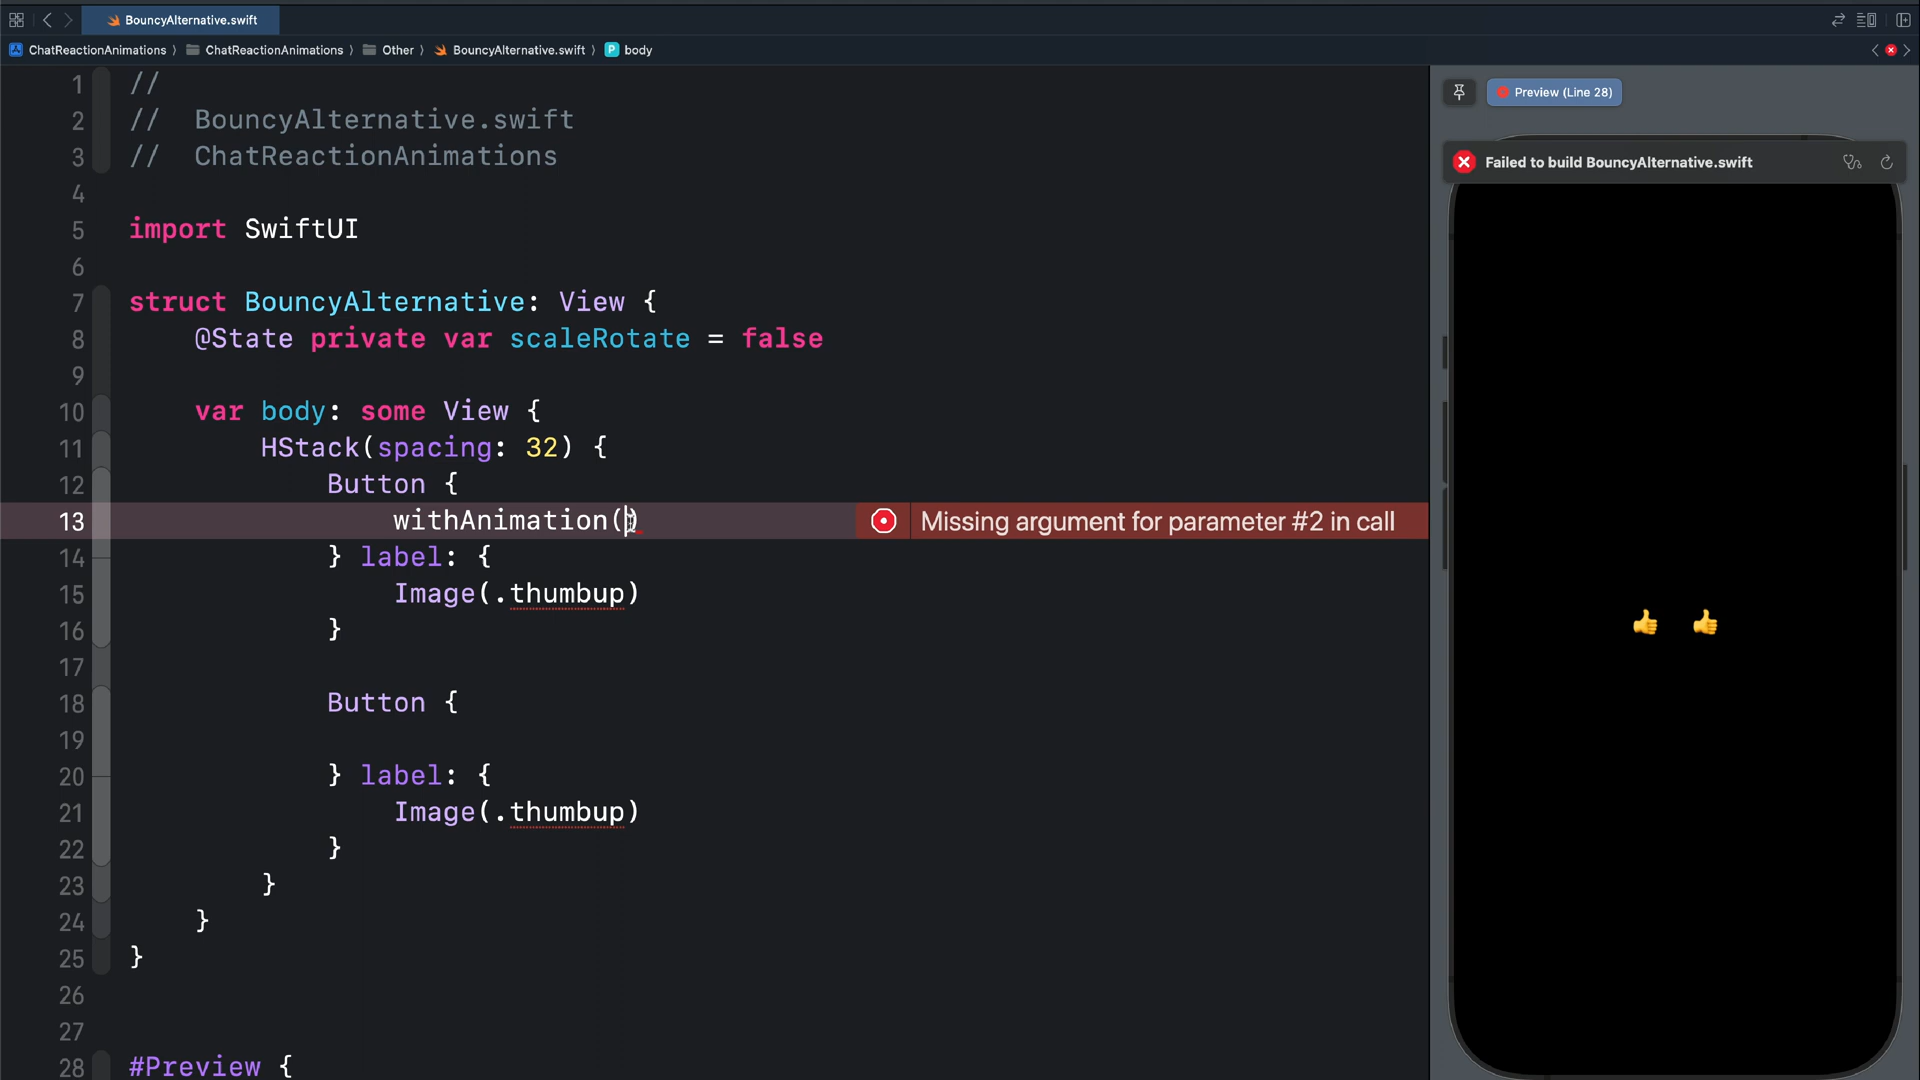 BouncyAlternative.swift
ChatReactionAnimations ⟩ ChatReactionAnimations ⟩ Other ⟩ BouncyAlternative.swift ⟩ P body
1 //
2 // BouncyAlternative.swift
3 // ChatReactionAnimations
4
5 import SwiftUI
6
7 struct BouncyAlternative: View {
8 @State private var scaleRotate = false
9
10 var body: some View {
11 HStack(spacing: 32) {
12 Button {
13 withAnimation() Missing argument for parameter #2 in call
14 } label: {
15 Image(.thumbup)
16 }
17
18 Button {
19
20 } label: {
21 Image(.thumbup)
22 }
23 }
24 }
25 }
26
27
28 #Preview {
Preview (Line 28)
Failed to build BouncyAlternative.swift